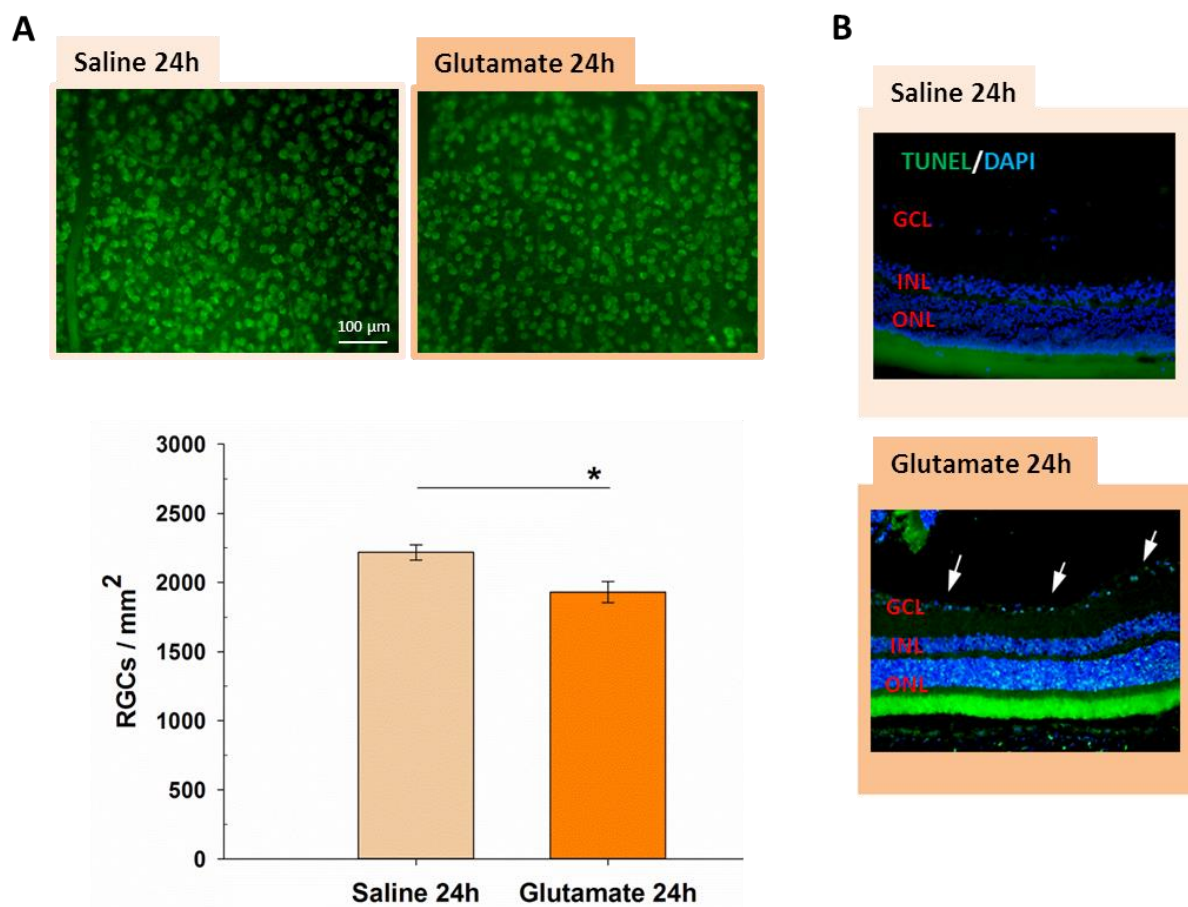 A
Saline 24h
Glutamate 24h
100 µm
3000
2500
2000
1500
1000
500
0
RGCs / mm2
*
Saline 24h
Glutamate 24h
B
Saline 24h
TUNEL/DAPI
GCL
INL
ONL
Glutamate 24h
GCL
INL
ONL